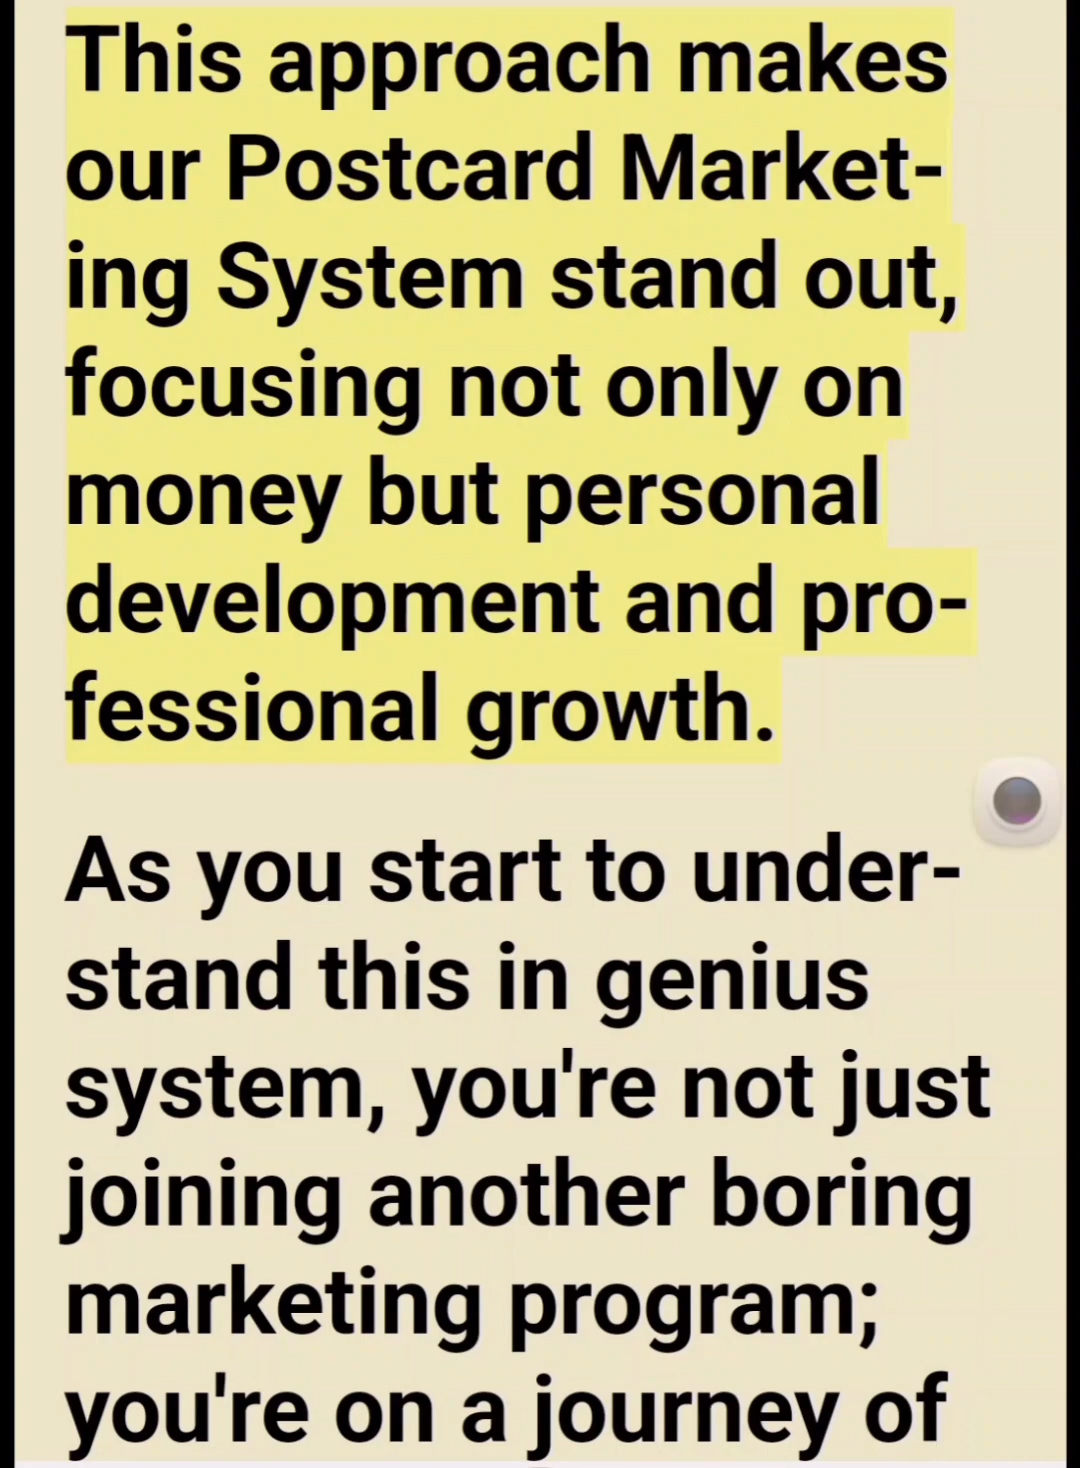 This approach makes
our Postcard Market-
ing System stand out,
focusing not only on
money but personal
development and pro-
fessional growth.
As you start to under-
stand this in genius
system, you're not just
joining another boring
marketing program;
you're on a journey of